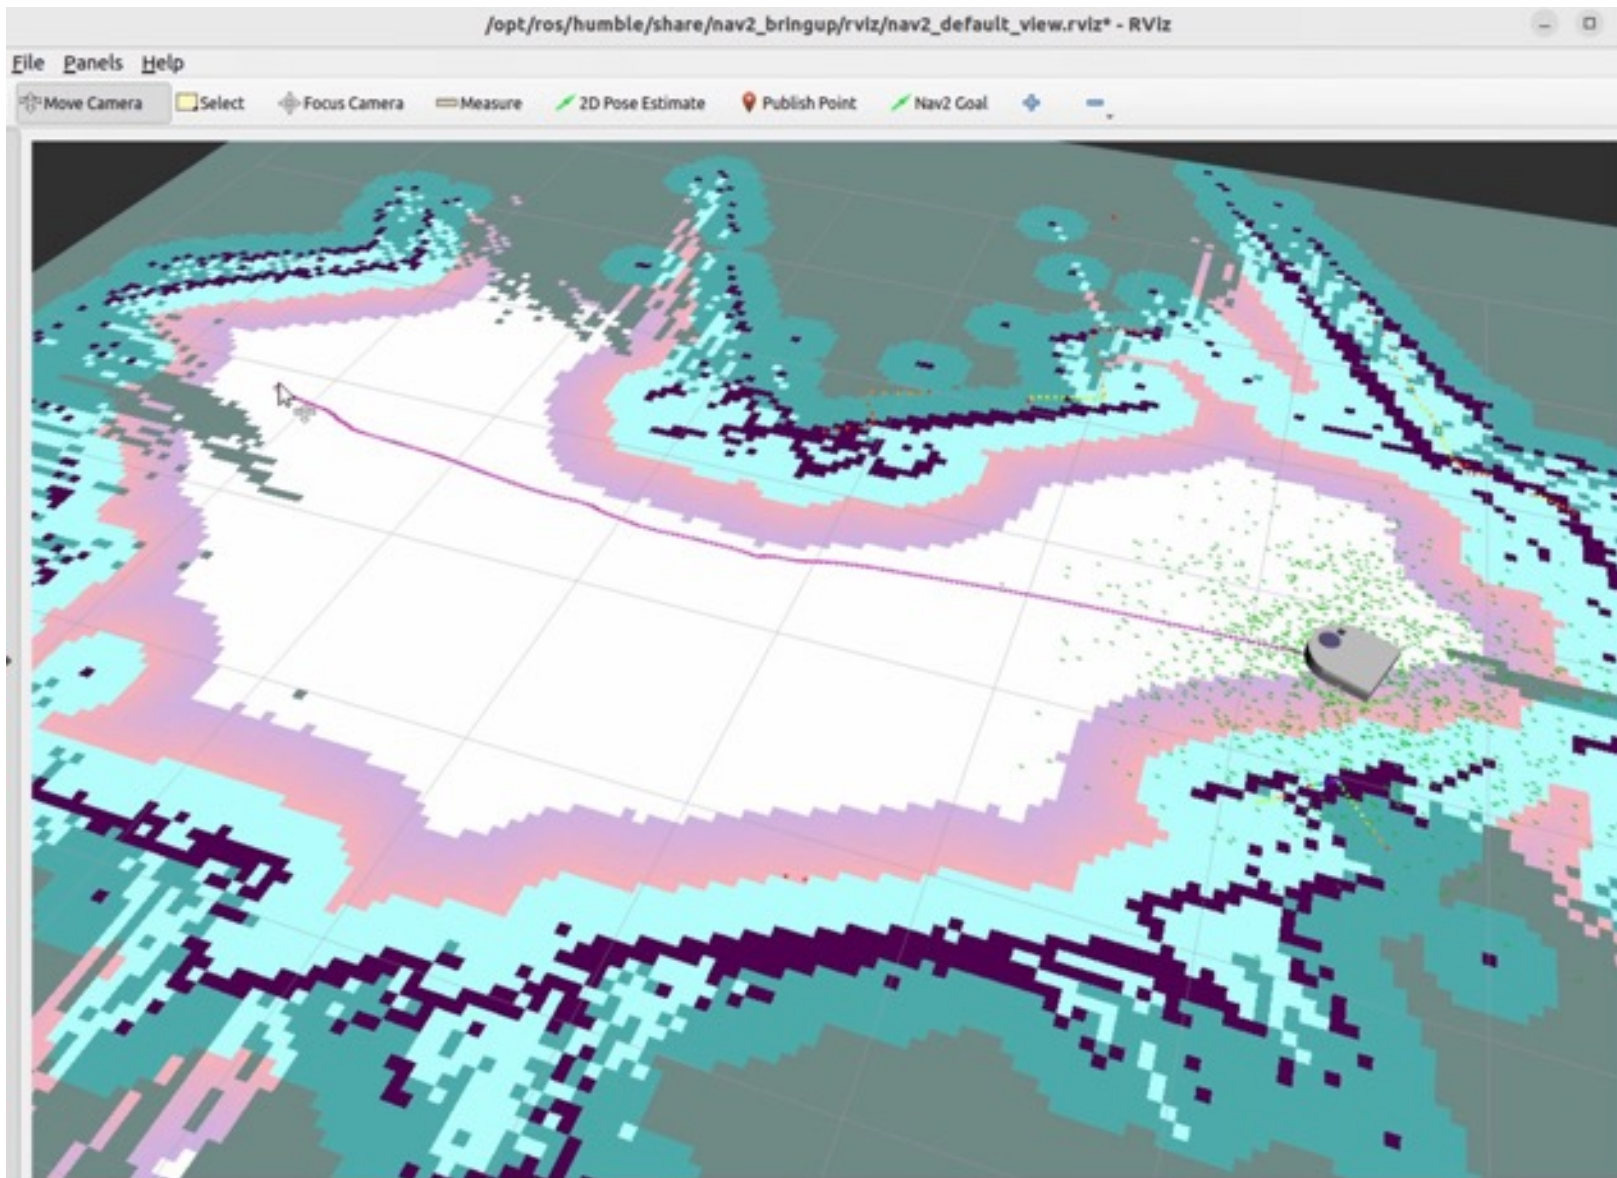 /opt/ros/humble/share/nav2_bringup/rviz/nav2_default_view.rviz* - RViz
File Panels Help
Move Camera Select Focus Camera Measure 2D Pose Estimate Publish Point Nav2 Goal